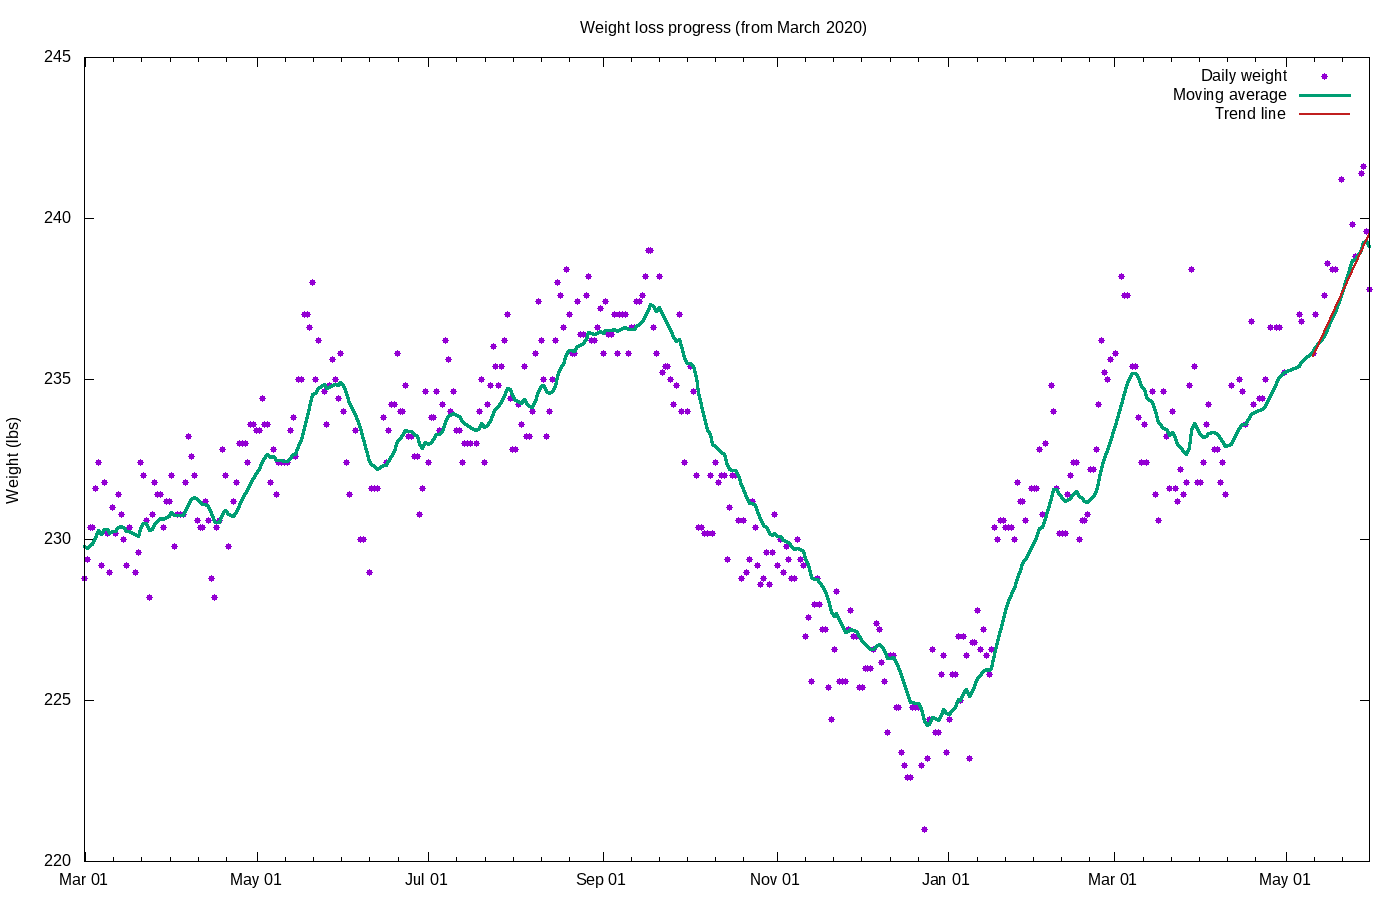 Weight loss progress (from March 2020)
245
Daily weight
Moving average
Trend line
240
235
Weight (lbs)
230
225
220
Mar 01 May 01 Jul 01 Sep 01 Nov 01 Jan 01 Mar 01 May 01